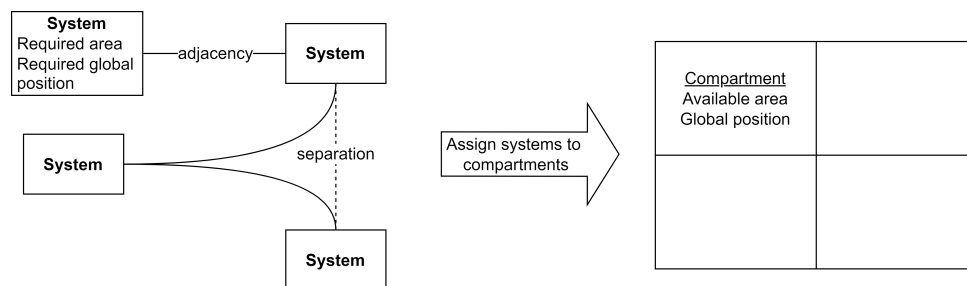 System
Required area
Required global
position
adjacency
System
System
separation
System
Assign systems to
compartments
Compartment
Available area
Global position